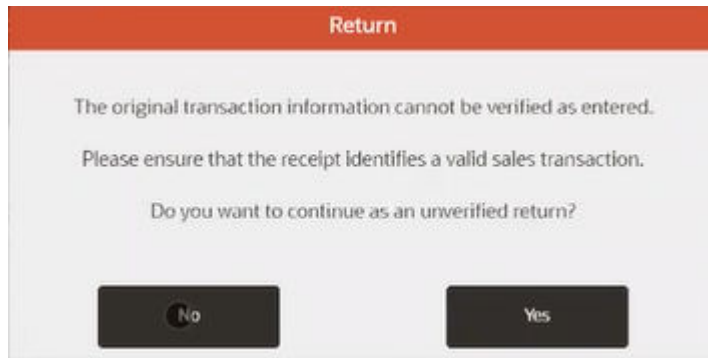 Return
The original transaction information cannot be verified as entered.
Please ensure that the receipt identifies a valid sales transaction.
Do you want to continue as an unverified return?
No
Yes